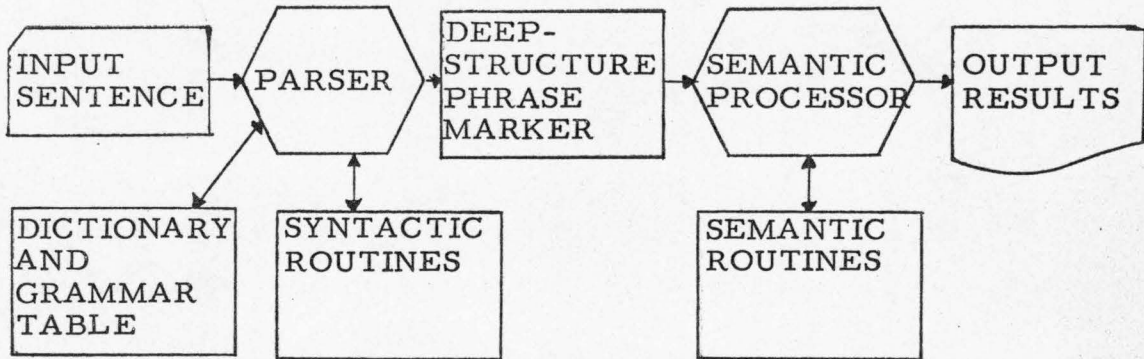 INPUT
SENTENCE
PARSER
DEEP-
STRUCTURE
PHRASE
MARKER
SEMANTIC
PROCESSOR
OUTPUT
RESULTS
DICTIONARY
AND
GRAMMAR
TABLE
SYNTACTIC
ROUTINES
SEMANTIC
ROUTINES